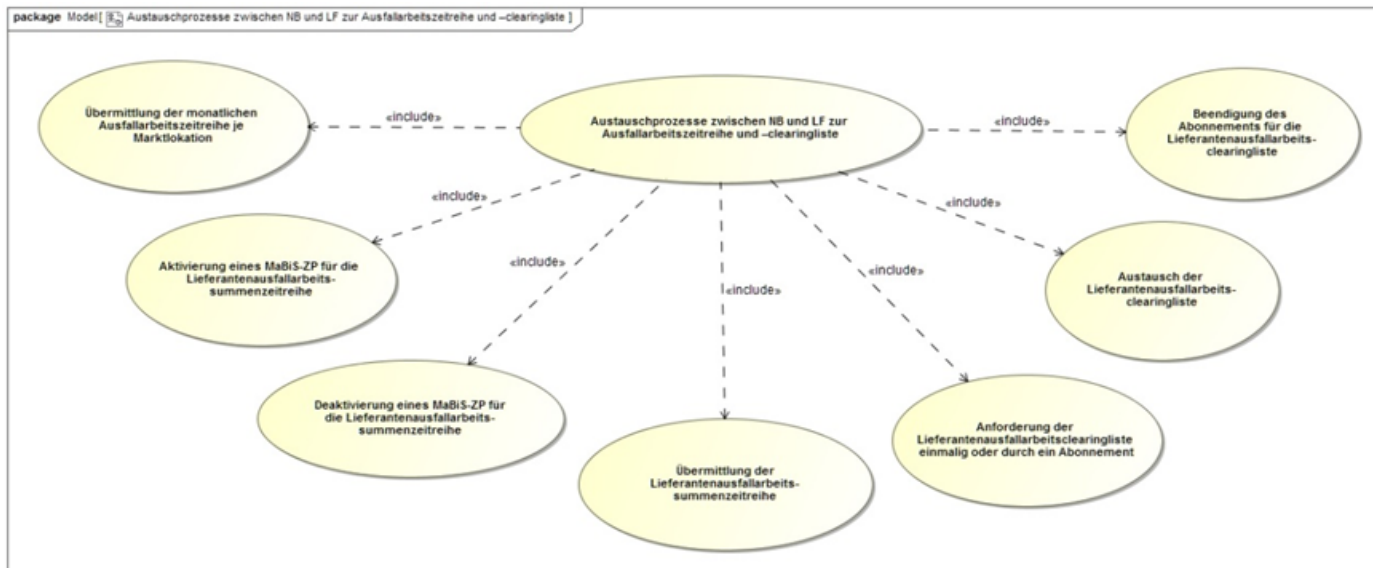 package Model [ Austauschprozesse zwischen NB und LF zur Ausfallarbeitszeitreihe und –clearingliste ]
Übermittlung der monatlichen
Ausfallarbeitszeitreihe je
Marktlokation
«include»
Austauschprozesse zwischen NB und LF zur
Ausfallarbeitszeitreihe und –clearingliste
«include»
Beendigung des
Abonnements für die
Lieferantenausfallarbeits-
clearingliste
«include»
«include»
«include»
«include»
«include»
Aktivierung eines MaBiS-ZP für die
Lieferantenausfallarbeits-
summenzeitreihe
Austausch der
Lieferantenausfallarbeits-
clearingliste
Deaktivierung eines MaBiS-ZP für
die Lieferantenausfallarbeits-
summenzeitreihe
Übermittlung der
Lieferantenausfallarbeits-
summenzeitreihe
Anforderung der
Lieferantenausfallarbeitsclearingliste
einmalig oder durch ein Abonnement